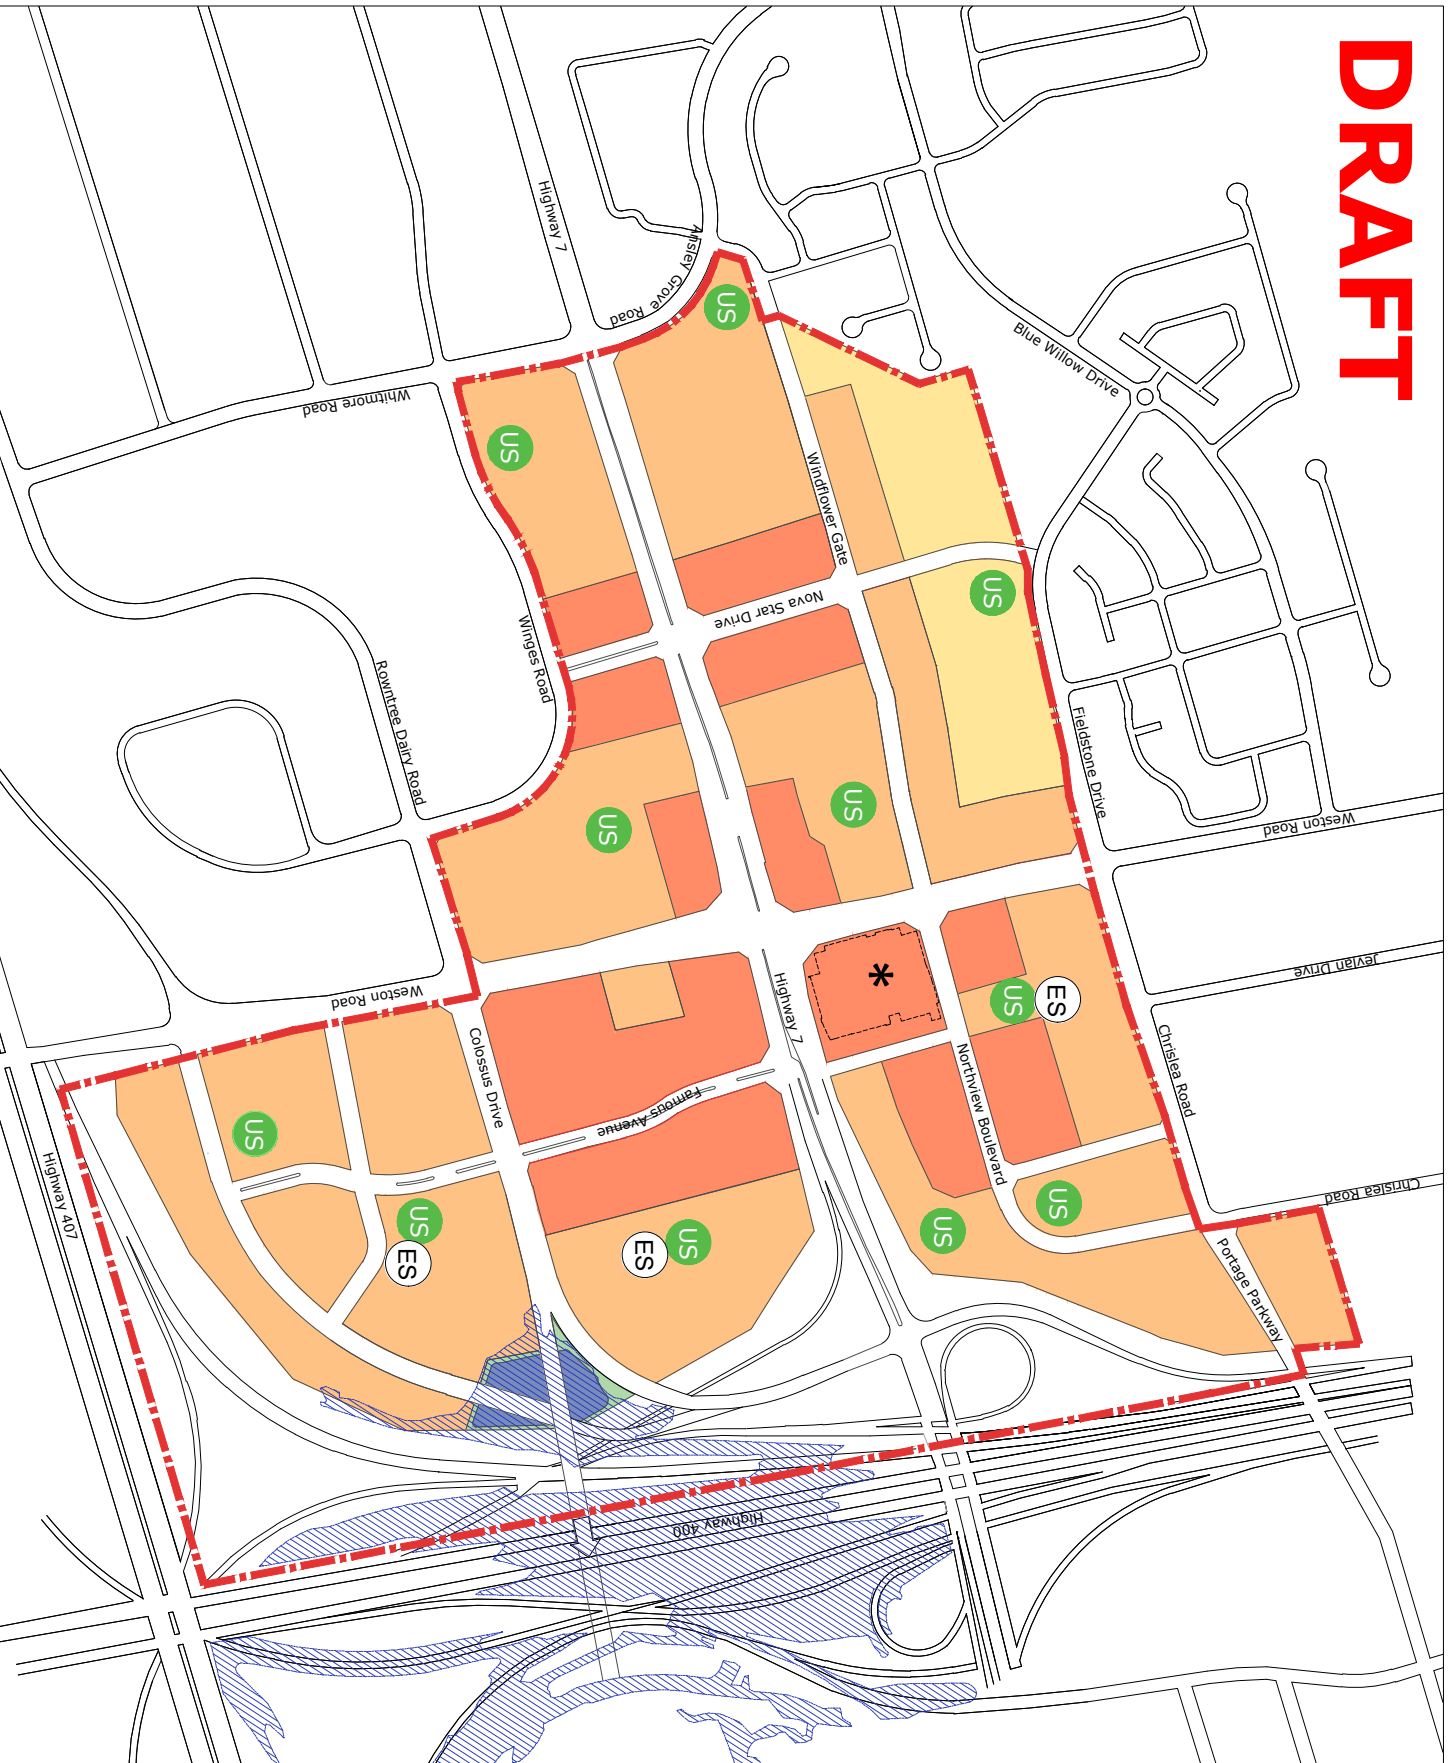 DRAFT
Highway 7
Ansley Grove Road
US
Blue Willow Drive
Whitmore Road
US
Windflower Gate
US
Nova Star Drive
Winges Road
Rowntree Dairy Road
Fieldstone Drive
US
US
Weston Road
Weston Road
*
Highway 7
US
ES
Jevlan Drive
Colossus Drive
Famous Avenue
Northview Boulevard
Chrislea Road
US
Highway 407
US
ES
ES
US
US
US
Chrislea Road
Portage Parkway
Highway 400